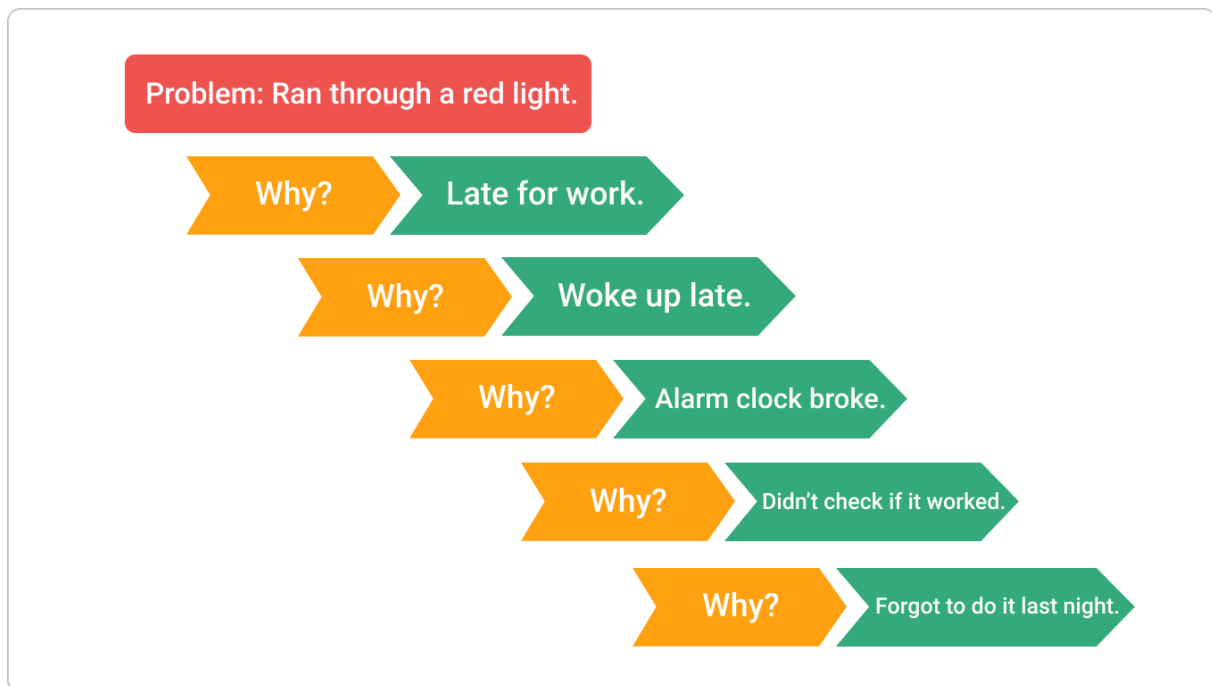 Problem: Ran through a red light.
Why? Late for work.
Why? Woke up late.
Why? Alarm clock broke.
Why? Didn’t check if it worked.
Why? Forgot to do it last night.